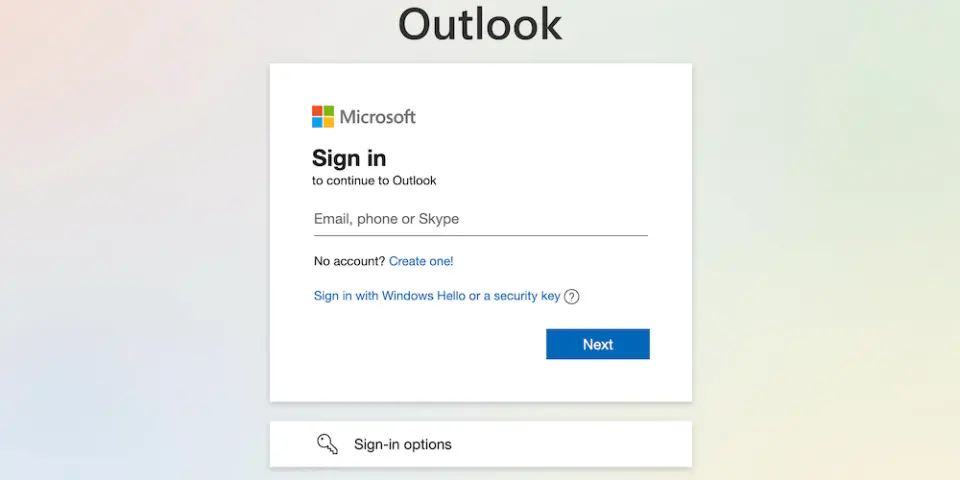 Outlook
Microsoft
Sign in
to continue to Outlook
Email, phone or Skype
No account? Create one!
Sign in with Windows Hello or a security key ?
Next
Sign-in options